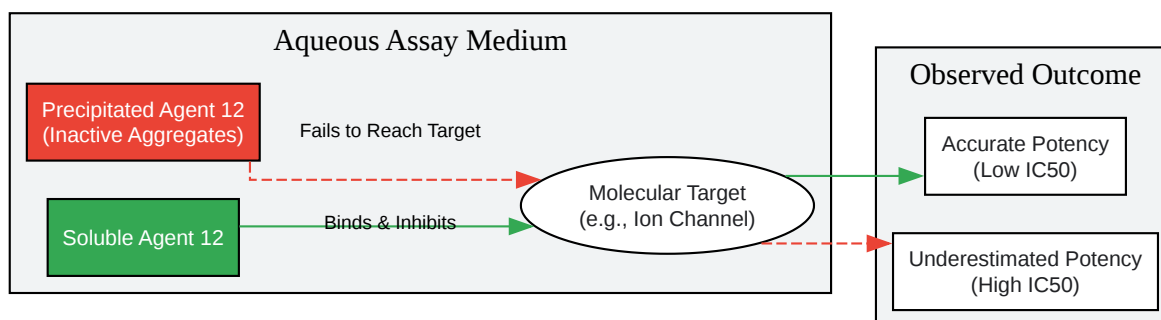 Aqueous Assay Medium
Observed Outcome
Precipitated Agent 12
(Inactive Aggregates)
Fails to Reach Target
Accurate Potency
(Low IC50)
Molecular Target
(e.g., Ion Channel)
Binds & Inhibits
Soluble Agent 12
Underestimated Potency
(High IC50)